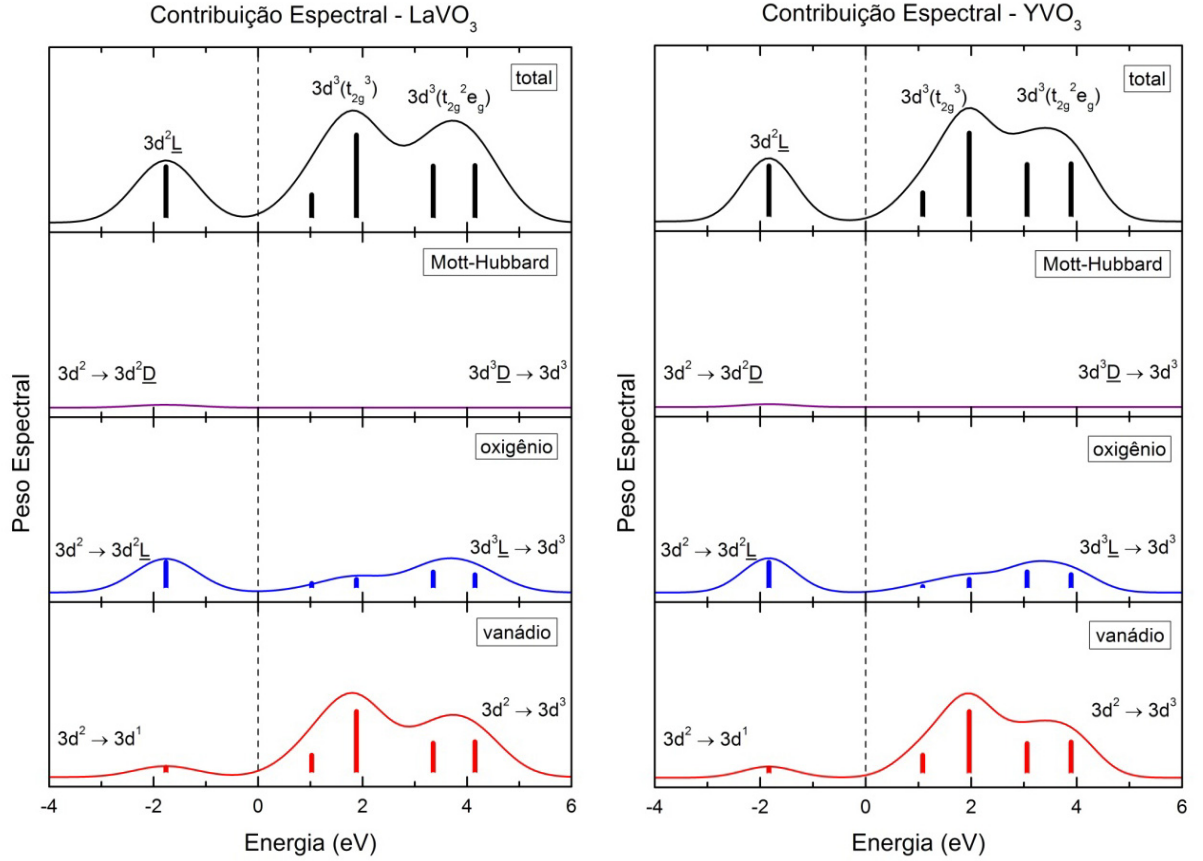 Contribuição Espectral - LaVO₃
total
3d³(t₂g³)
3d³(t₂g²e_g)
3d²L̲
Mott-Hubbard
3d² → 3d²D̲
3d³D̲ → 3d³
oxigênio
3d² → 3d²L̲
3d³L̲ → 3d³
vanádio
3d² → 3d³
3d² → 3d¹
-4 -2 0 2 4 6
Energia (eV)
Peso Espectral
Contribuição Espectral - YVO₃
total
3d³(t₂g³)
3d³(t₂g²e_g)
3d²L̲
Mott-Hubbard
3d² → 3d²D̲
3d³D̲ → 3d³
oxigênio
3d² → 3d²L̲
3d³L̲ → 3d³
vanádio
3d² → 3d³
3d² → 3d¹
-4 -2 0 2 4 6
Energia (eV)
Peso Espectral